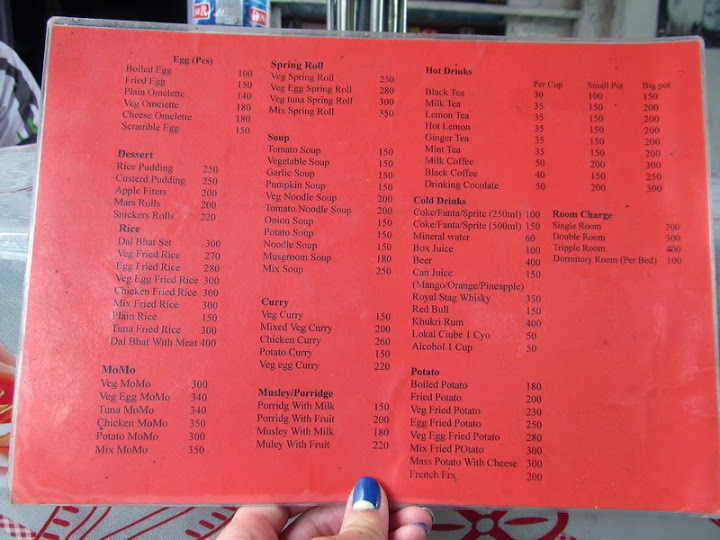 Egg (Pcs)
Boiled Egg 100
Fried Egg 150
Plain Omelette 140
Veg Omelette 180
Cheese Omelette 180
Scramble Egg 150
Dessert
Rice Pudding 250
Custerd Pudding 250
Apple Fiters 200
Mars Rolls 200
Snickers Rolls 220
Rice
Dal Bhat Set 300
Veg Fried Rice 270
Egg Fried Rice 280
Veg Egg Fried Rice 300
Chicken Fried Rice 300
Mix Fried Rice 300
Plain Rice 150
Tuna Fried Rice 300
Dal Bhat With Meat 400
MoMo
Veg MoMo 300
Veg Egg MoMo 340
Tuna MoMo 340
Chicken MoMo 350
Potato MoMo 300
Mix MoMo 350
Spring Roll
Veg Spring Roll 250
Veg Egg Spring Roll 280
Veg tuna Spring Roll 300
Mix Spring Roll 350
Soup
Tomato Soup 150
Vegetable Soup 150
Garlic Soup 150
Pumpkin Soup 150
Veg Noodle Soup 200
Tomato Noodle Soup 200
Onion Soup 150
Potato Soup 150
Noodle Soup 150
Musgroom Soup 180
Mix Soup 250
Curry
Veg Curry 150
Mixed Veg Curry 200
Chicken Curry 260
Potato Curry 150
Veg egg Curry 220
Musley/Porridge
Porridg With Milk 150
Porridg With Fruit 200
Musley With Milk 180
Muley With Fruit 220
Hot Drinks
Per Cup Small Pot Big pot
Black Tea 30 100 150
Milk Tea 35 150 200
Lemon Tea 35 150 200
Hot Lemon 35 150 200
Ginger Tea 35 150 200
Mint Tea 35 150 200
Milk Coffee 50 200 300
Black Coffee 40 150 250
Drinking Cocolate 50 200 300
Cold Drinks
Coke/Fanta/Sprite (250ml) 100
Coke/Fanta/Sprite (500ml) 150
Mineral water 60
Box Juice 100
Beer 400
Can Juice 150
(Mango/Orange/Pineapple)
Royal Stag Whisky 350
Red Bull 150
Khukri Rum 400
Lokal Clube 1 Cyo 50
Alcohol 1 Cup 50
Potato
Boiled Potato 180
Fried Potato 200
Veg Fried Potato 230
Egg Fried Potato 250
Veg Egg Fried Potato 280
Mix Fried POtato 300
Mass Potato With Cheese 300
French Frx 200
Room Charge
Single Room 200
Double Room 300
Tripple Room 400
Dormitory Room (Per Bed) 100